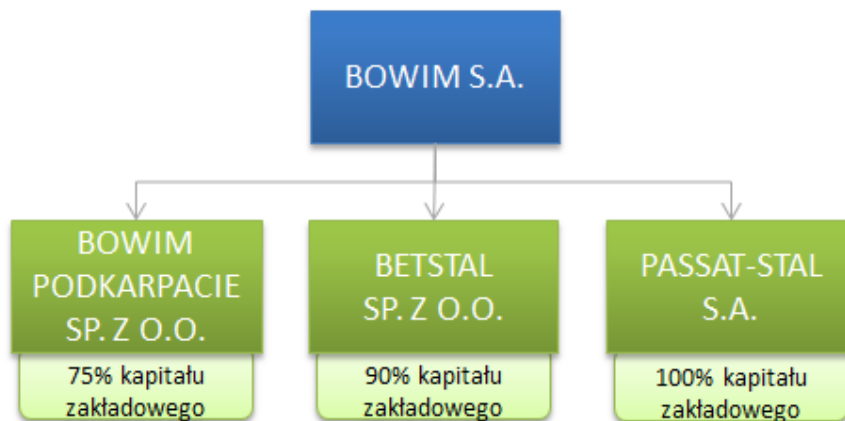 BOWIM S.A.
BOWIM
PODKARPACIE
SP. Z O.O.
75% kapitału
zakładowego
BETSTAL
SP. Z O.O.
90% kapitału
zakładowego
PASSAT-STAL
S.A.
100% kapitału
zakładowego